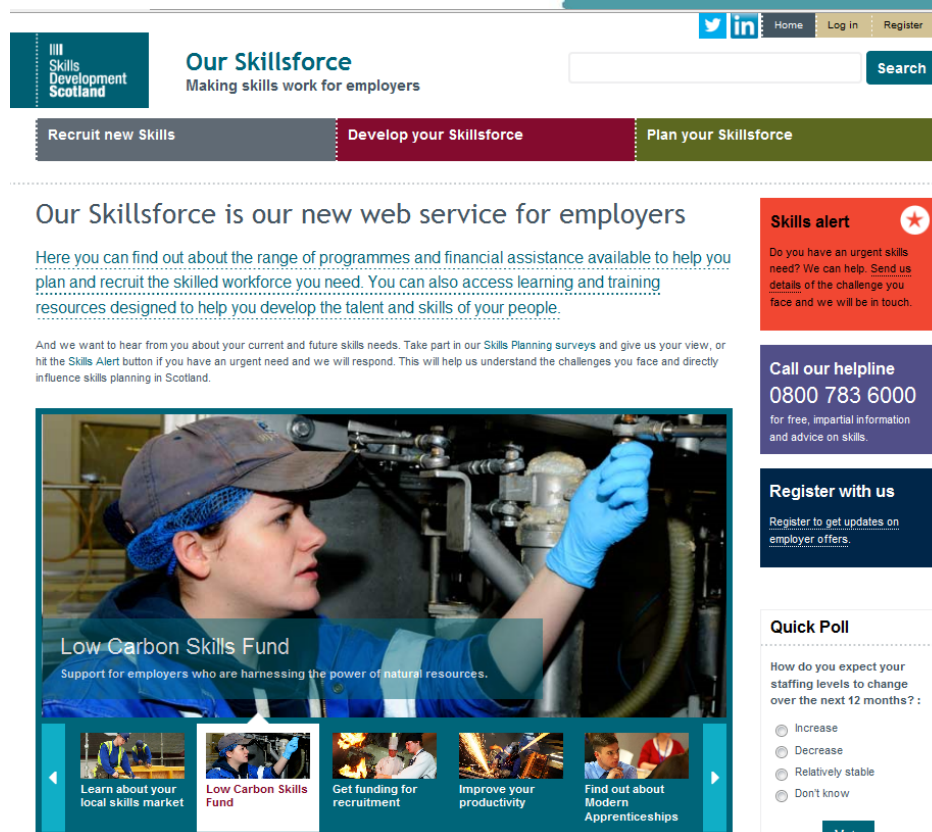 Home Log in Register
Skills
Development
Scotland
Our Skillsforce
Making skills work for employers
Search
Recruit new Skills
Develop your Skillsforce
Plan your Skillsforce
Our Skillsforce is our new web service for employers
Here you can find out about the range of programmes and financial assistance available to help you
plan and recruit the skilled workforce you need. You can also access learning and training
resources designed to help you develop the talent and skills of your people.
And we want to hear from you about your current and future skills needs. Take part in our Skills Planning surveys and give us your view, or
hit the Skills Alert button if you have an urgent need and we will respond. This will help us understand the challenges you face and directly
influence skills planning in Scotland.
Low Carbon Skills Fund
Support for employers who are harnessing the power of natural resources.
Learn about your
local skills market
Low Carbon Skills
Fund
Get funding for
recruitment
Improve your
productivity
Find out about
Modern
Apprenticeships
Skills alert
Do you have an urgent skills
need? We can help. Send us
details of the challenge you
face and we will be in touch.
Call our helpline
0800 783 6000
for free, impartial information
and advice on skills.
Register with us
Register to get updates on
employer offers.
Quick Poll
How do you expect your
staffing levels to change
over the next 12 months? :
Increase
Decrease
Relatively stable
Don't know